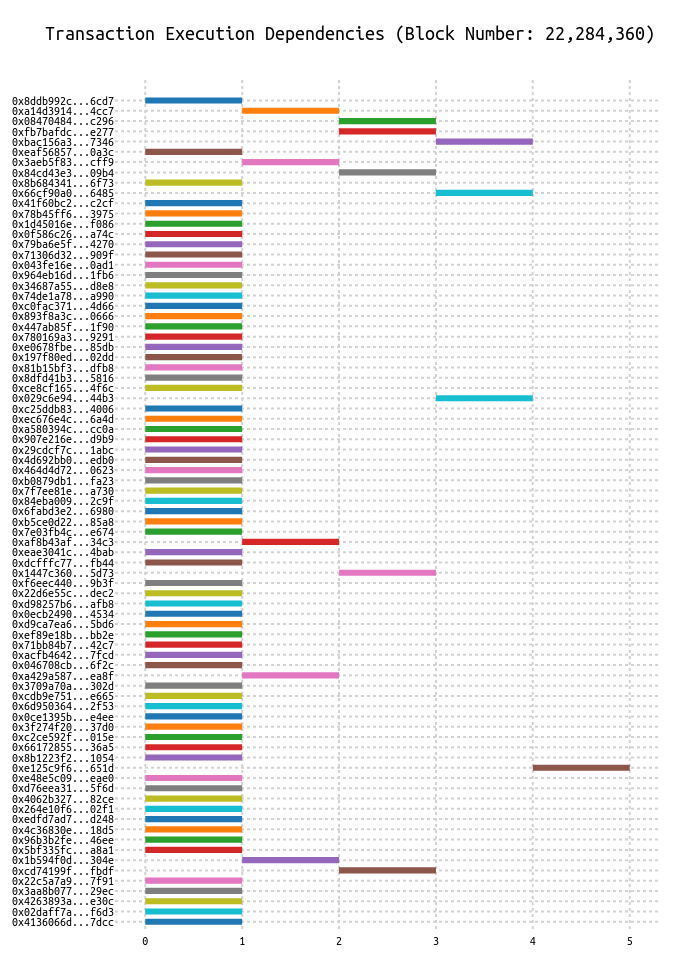 Transaction Execution Dependencies (Block Number: 22,284,360)
0x8ddb992c...6cd7
0xa14d3914...4cc7
0x08470484...c296
0xfb7bafdc...e277
0xbac156a3...7346
0xeaf56857...0a3c
0x3aeb5f83...cff9
0x84cd43e3...09b4
0x8b684341...6f73
0x66cf90a0...6485
0x41f60bc2...c2cf
0x78b45ff6...3975
0x1d45016e...f086
0x0f586c26...a74c
0x79ba6e5f...4270
0x71306d32...909f
0x043fe16e...0ad1
0x964eb16d...1fb6
0x34687a55...d8e8
0x74de1a78...a990
0xc0fac371...4d66
0x893f8a3c...0666
0x447ab85f...1f90
0x780169a3...9291
0xe0678fbe...85db
0x197f80ed...02dd
0x81b15bf3...dfb8
0x8dfd41b3...5816
0xce8cf165...4f6c
0x029c6e94...44b3
0xc25ddb83...4006
0xec676e4c...6a4d
0xa580394c...cc0a
0x907e216e...d9b9
0x29cdcf7c...1abc
0x4d692bb0...edb0
0x464d4d72...0623
0xb0879db1...fa23
0x7f7ee81e...a730
0x84eba009...2c9f
0x6fabd3e2...6980
0xb5ce0d22...85a8
0x7e03fb4c...e674
0xaf8b43af...34c3
0xeae3041c...4bab
0xdcfffc77...fb44
0x1447c360...5d73
0xf6eec440...9b3f
0x22d6e55c...dec2
0xd98257b6...afb8
0x0ecb2490...4534
0xd9ca7ea6...5bd6
0xef89e18b...bb2e
0x71bb84b7...42c7
0xacfb4642...7fcd
0x046708cb...6f2c
0xa429a587...ea8f
0x3709a70a...302d
0xcdb9e751...e665
0x6d950364...2f53
0x0ce1395b...e4ee
0x3f274f20...37d0
0xc2ce592f...015e
0x66172855...36a5
0x8b1223f2...1054
0xe125c9f6...651d
0xe48e5c09...eae0
0xd76eea31...5f6d
0x4062b327...82ce
0x264e10f6...02f1
0xedfd7ad7...d248
0x4c36830e...18d5
0x96b3b2fe...46ee
0x5bf335fc...a8a1
0x1b594f0d...304e
0xcd74199f...fbdf
0x22c5a7a9...7f91
0x3aa8b077...29ec
0x4263893a...e30c
0x02daff7a...f6d3
0x4136066d...7dcc
0 1 2 3 4 5